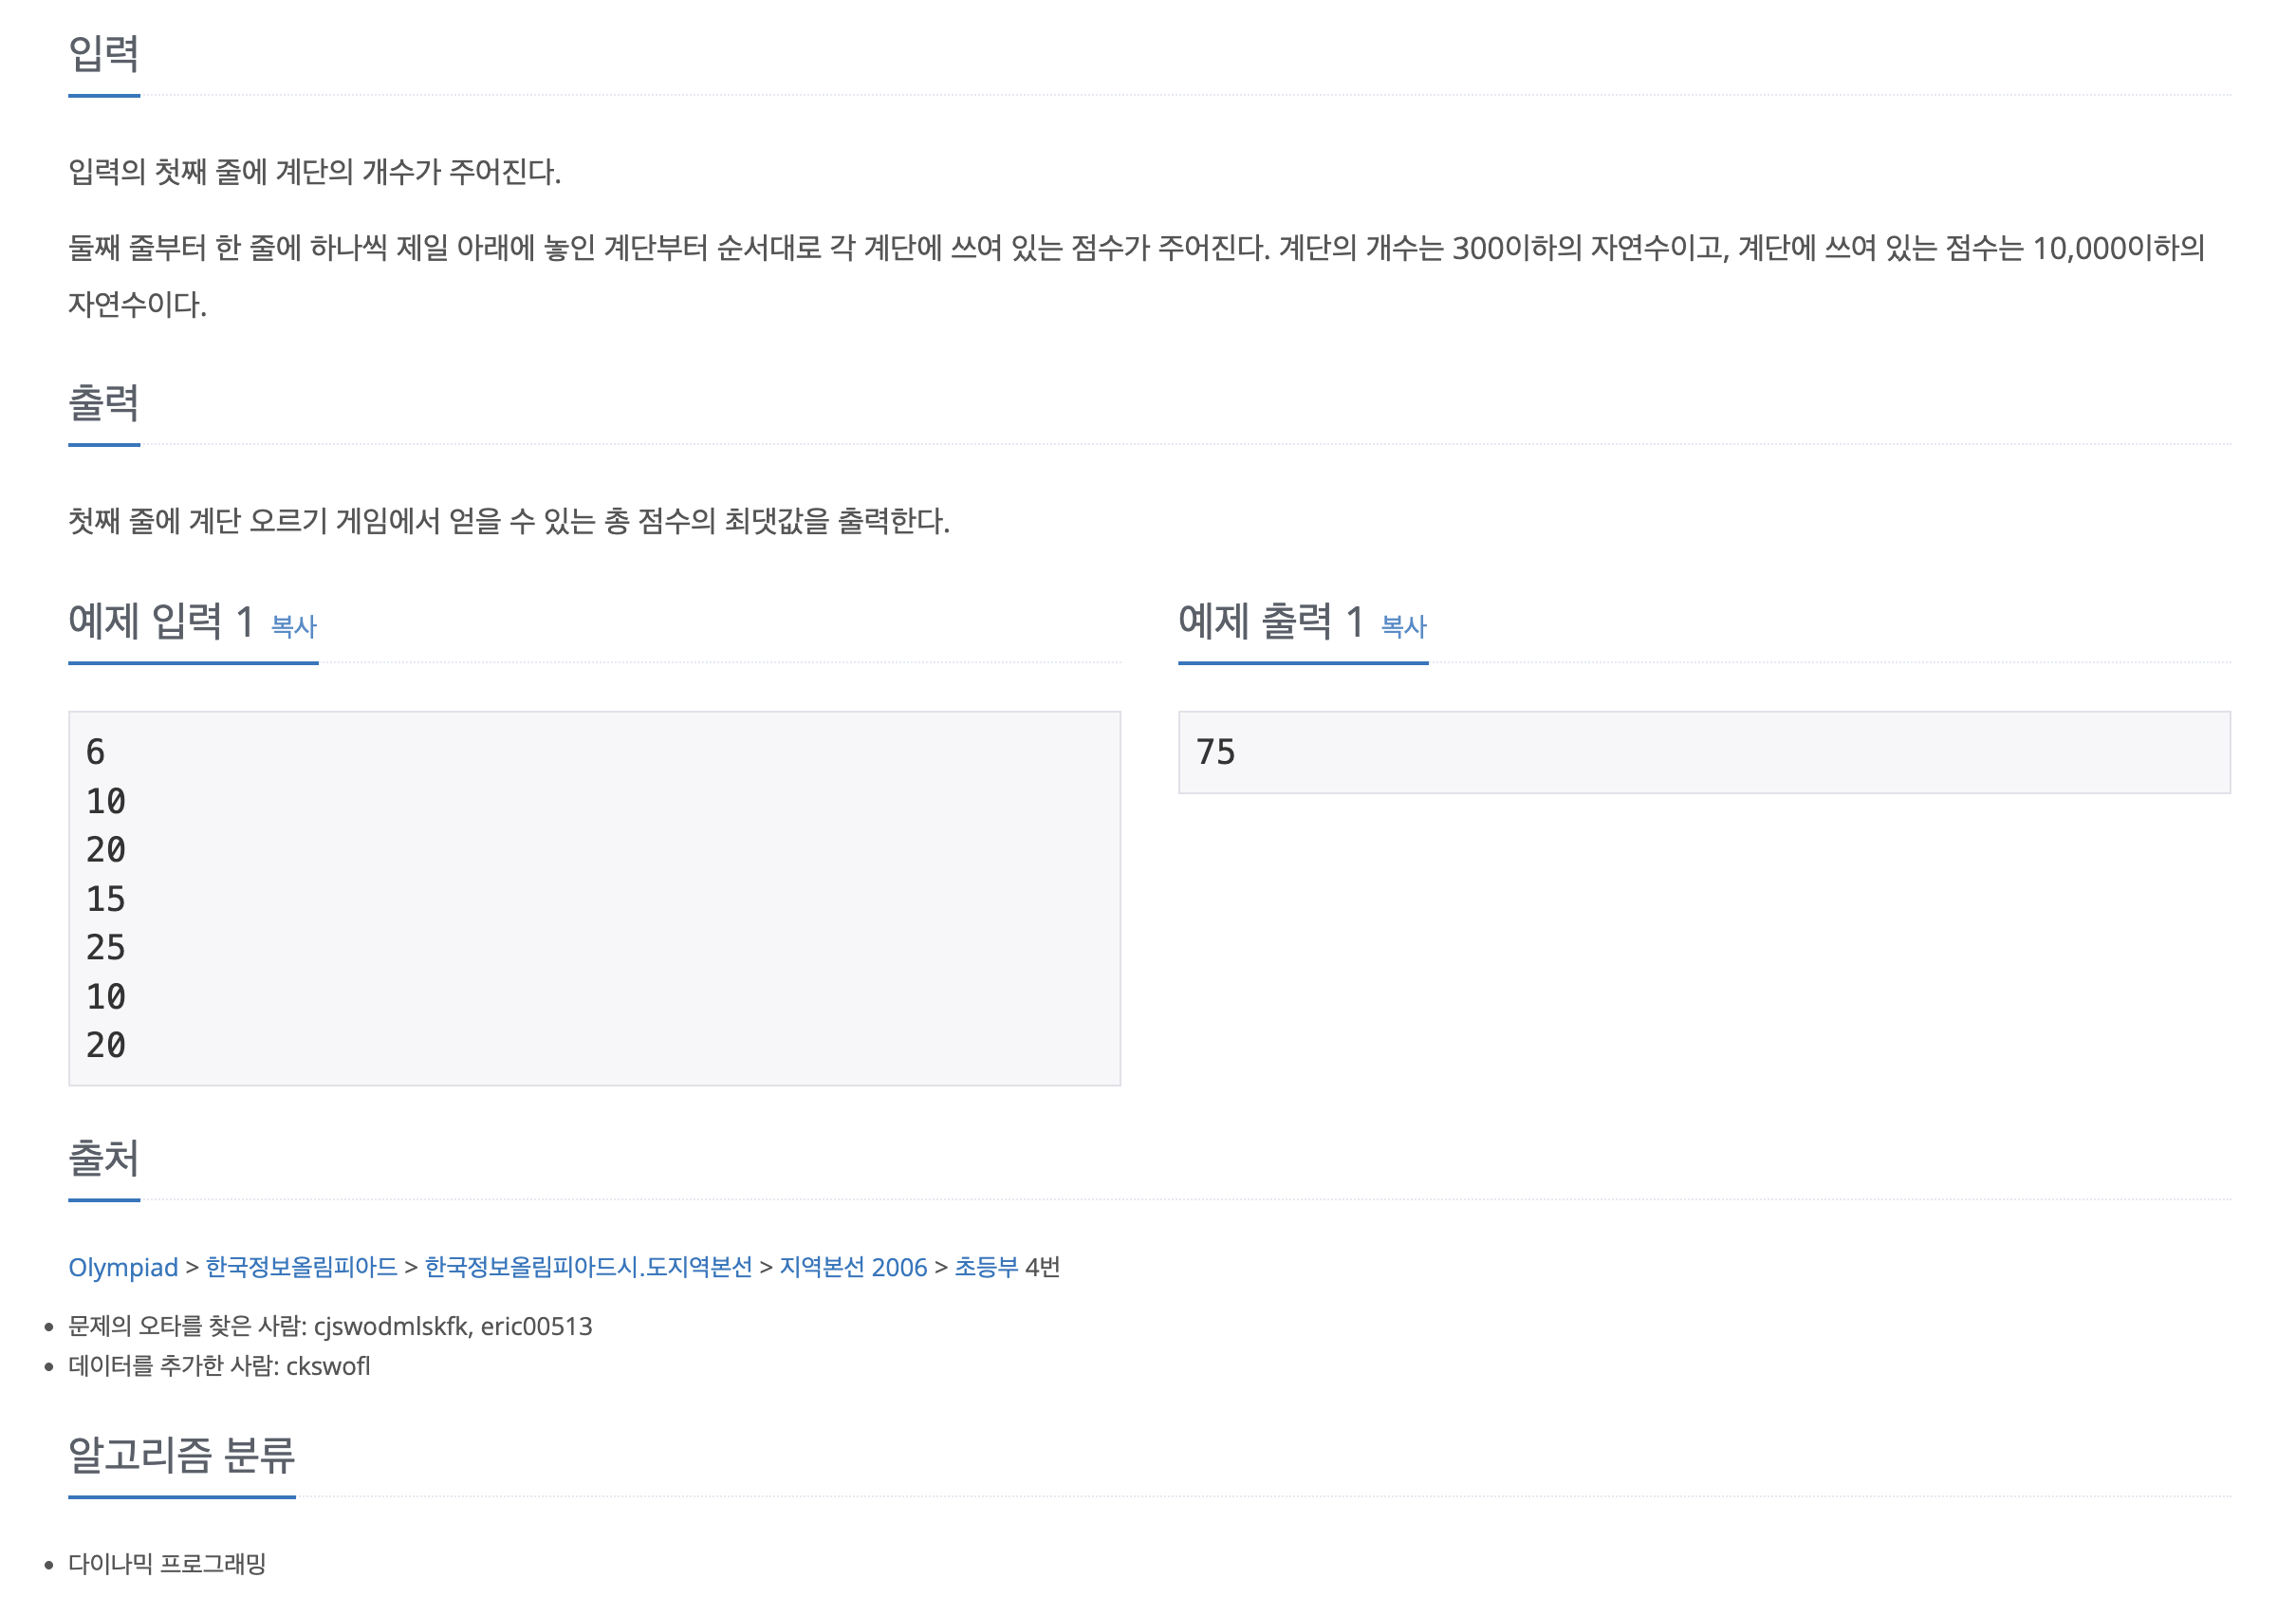 입력
입력의 첫째 줄에 계단의 개수가 주어진다.
둘째 줄부터 한 줄에 하나씩 제일 아래에 놓인 계단부터 순서대로 각 계단에 쓰여 있는 점수가 주어진다. 계단의 개수는 300이하의 자연수이고, 계단에 쓰여 있는 점수는 10,000이하의
자연수이다.
출력
첫째 줄에 계단 오르기 게임에서 얻을 수 있는 총 점수의 최댓값을 출력한다.
예제 입력 1 복사
6
10
20
15
25
10
20
예제 출력 1 복사
75
출처
Olympiad > 한국정보올림피아드 > 한국정보올림피아드시.도지역본선 > 지역본선 2006 > 초등부 4번
• 문제의 오타를 찾은 사람: cjswodmlskfk, eric00513
• 데이터를 추가한 사람: ckswofl
알고리즘 분류
• 다이나믹 프로그래밍